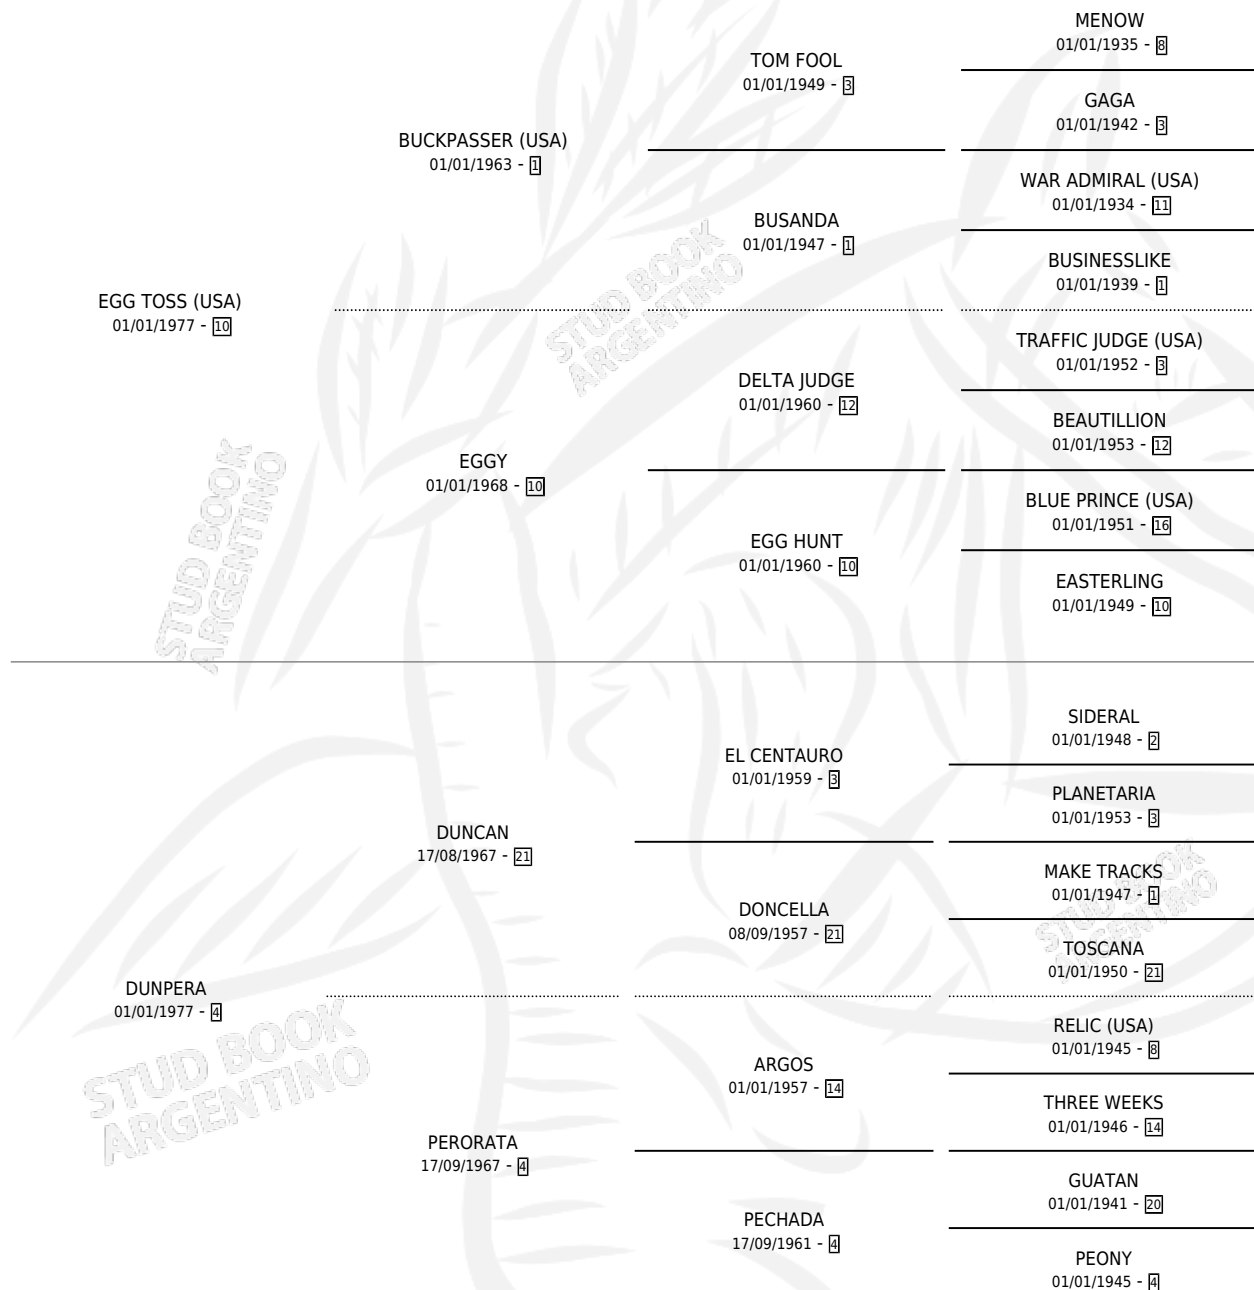 MENOW
01/01/1935 - 8
TOM FOOL
01/01/1949 - 3
GAGA
01/01/1942 - 3
BUCKPASSER (USA)
01/01/1963 - 1
WAR ADMIRAL (USA)
01/01/1934 - 11
BUSANDA
01/01/1947 - 1
BUSINESSLIKE
01/01/1939 - 1
EGG TOSS (USA)
01/01/1977 - 10
TRAFFIC JUDGE (USA)
01/01/1952 - 3
DELTA JUDGE
01/01/1960 - 12
BEAUTILLION
01/01/1953 - 12
EGGY
01/01/1968 - 10
BLUE PRINCE (USA)
01/01/1951 - 16
EGG HUNT
01/01/1960 - 10
EASTERLING
01/01/1949 - 10
STUD BOOK
ARGENTINO
STUD BOOK
ARGENTINO
SIDERAL
01/01/1948 - 2
EL CENTAURO
01/01/1959 - 3
PLANETARIA
01/01/1953 - 3
DUNCAN
17/08/1967 - 21
MAKE TRACKS
01/01/1947 - 1
DONCELLA
08/09/1957 - 21
TOSCANA
01/01/1950 - 21
STUD BOOK
ARGENTINO
DUNPERA
01/01/1977 - 4
RELIC (USA)
01/01/1945 - 8
ARGOS
01/01/1957 - 14
THREE WEEKS
01/01/1946 - 14
STUD BOOK
ARGENTINO
PERORATA
17/09/1967 - 4
GUATAN
01/01/1941 - 20
PECHADA
17/09/1961 - 4
PEONY
01/01/1945 - 4